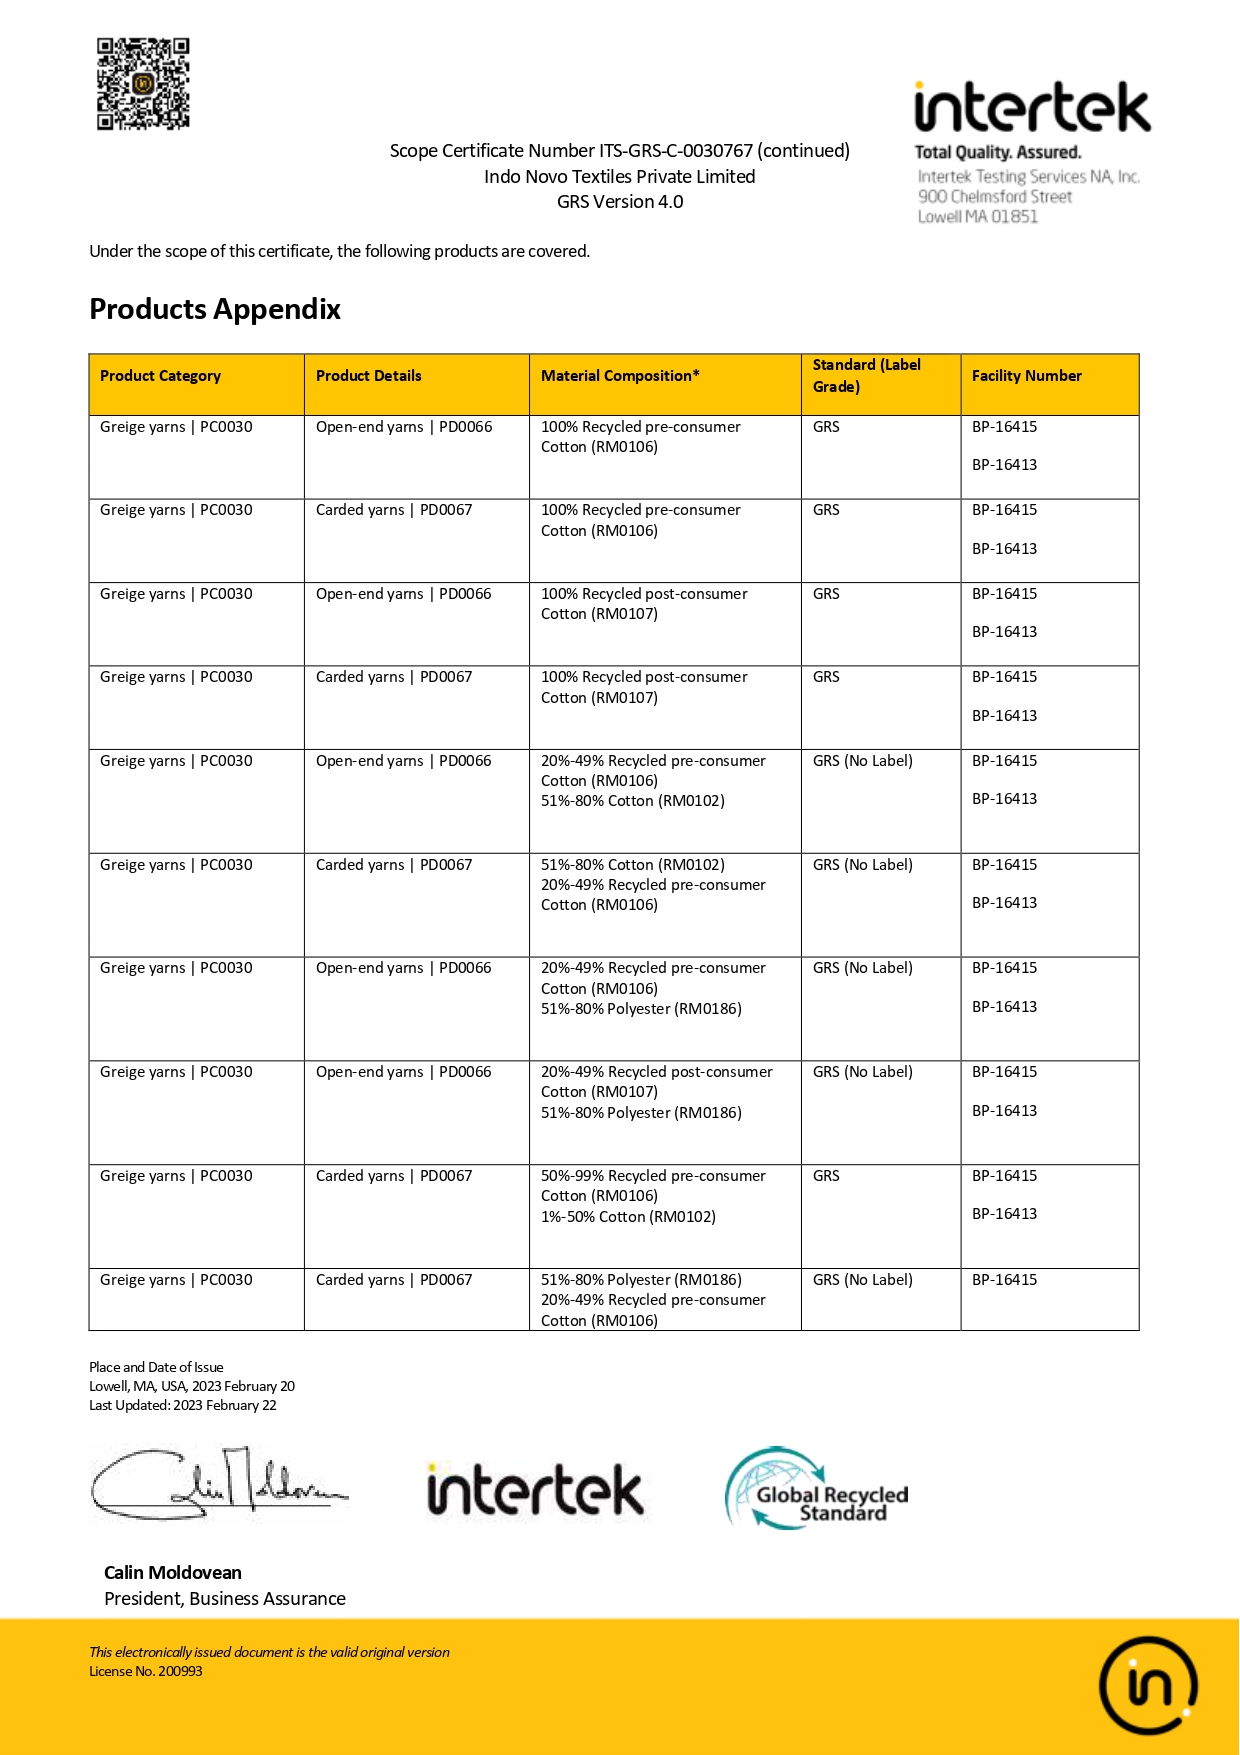 intertek
Total Quality. Assured.
Intertek Testing Services NA, Inc.
900 Chelmsford Street
Lowell MA 01851
Scope Certificate Number ITS-GRS-C-0030767 (continued)
Indo Novo Textiles Private Limited
GRS Version 4.0
Under the scope of this certificate, the following products are covered.
Products Appendix
Product Category Product Details Material Composition* Standard (Label
Grade) Facility Number
Greige yarns | PC0030 Open-end yarns | PD0066 100% Recycled pre-consumer GRS BP-16415
Cotton (RM0106)
BP-16413
Greige yarns | PC0030 Carded yarns | PD0067 100% Recycled pre-consumer GRS BP-16415
Cotton (RM0106)
BP-16413
Greige yarns | PC0030 Open-end yarns | PD0066 100% Recycled post-consumer GRS BP-16415
Cotton (RM0107)
BP-16413
Greige yarns | PC0030 Carded yarns | PD0067 100% Recycled post-consumer GRS BP-16415
Cotton (RM0107)
BP-16413
Greige yarns | PC0030 Open-end yarns | PD0066 20%-49% Recycled pre-consumer GRS (No Label) BP-16415
Cotton (RM0106)
51%-80% Cotton (RM0102) BP-16413
Greige yarns | PC0030 Carded yarns | PD0067 51%-80% Cotton (RM0102) GRS (No Label) BP-16415
20%-49% Recycled pre-consumer
Cotton (RM0106) BP-16413
Greige yarns | PC0030 Open-end yarns | PD0066 20%-49% Recycled pre-consumer GRS (No Label) BP-16415
Cotton (RM0106)
51%-80% Polyester (RM0186) BP-16413
Greige yarns | PC0030 Open-end yarns | PD0066 20%-49% Recycled post-consumer GRS (No Label) BP-16415
Cotton (RM0107)
51%-80% Polyester (RM0186) BP-16413
Greige yarns | PC0030 Carded yarns | PD0067 50%-99% Recycled pre-consumer GRS BP-16415
Cotton (RM0106)
1%-50% Cotton (RM0102) BP-16413
Greige yarns | PC0030 Carded yarns | PD0067 51%-80% Polyester (RM0186) GRS (No Label) BP-16415
20%-49% Recycled pre-consumer
Cotton (RM0106)
Place and Date of Issue
Lowell, MA, USA, 2023 February 20
Last Updated: 2023 February 22
Calin Moldovean
intertek
Global Recycled
Standard
Calin Moldovean
President, Business Assurance
This electronically issued document is the valid original version
License No. 200993
in